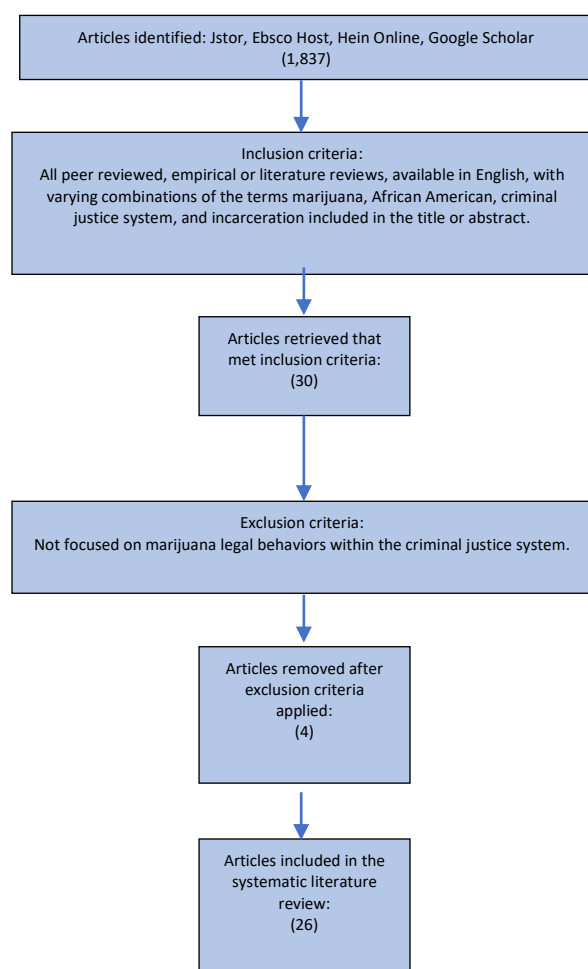 Articles identified: Jstor, Ebsco Host, Hein Online, Google Scholar
(1,837)
Inclusion criteria:
All peer reviewed, empirical or literature reviews, available in English, with
varying combinations of the terms marijuana, African American, criminal
justice system, and incarceration included in the title or abstract.
Articles retrieved that
met inclusion criteria:
(30)
Exclusion criteria:
Not focused on marijuana legal behaviors within the criminal justice system.
Articles removed after
exclusion criteria
applied:
(4)
Articles included in the
systematic literature
review:
(26)